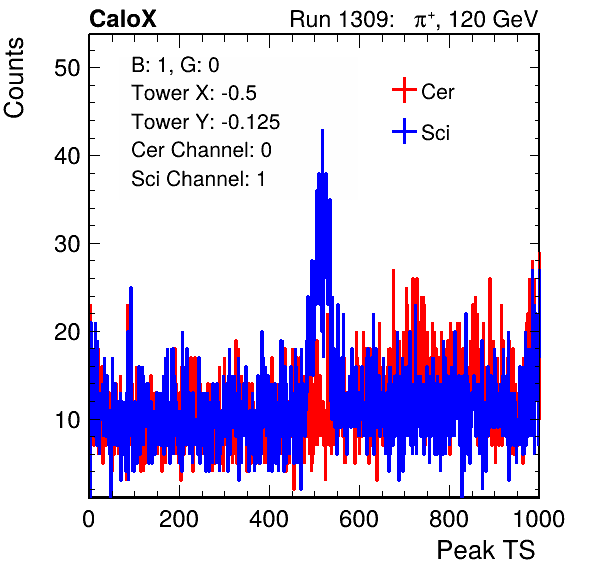 CaloX Run 1309: π+, 120 GeV
Counts
B: 1, G: 0
Tower X: -0.5
Tower Y: -0.125
Cer Channel: 0
Sci Channel: 1
Cer
Sci
50
40
30
20
10
0 200 400 600 800 1000
Peak TS